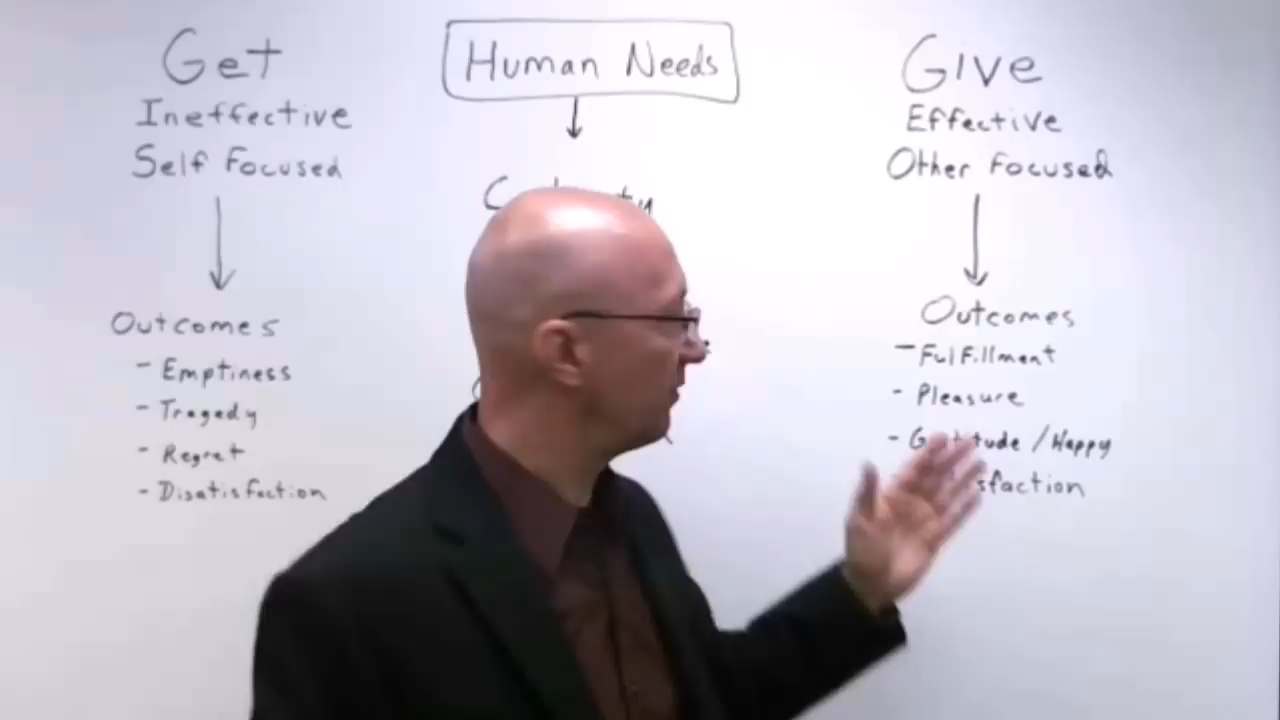 Get
Ineffective
Self Focused
Outcomes
- Emptiness
- Tragedy
- Regret
- Disatisfaction
Human Needs
Give
Effective
Other Focused
Outcomes
- Fulfillment
- Pleasure
- Gratitude / Happy